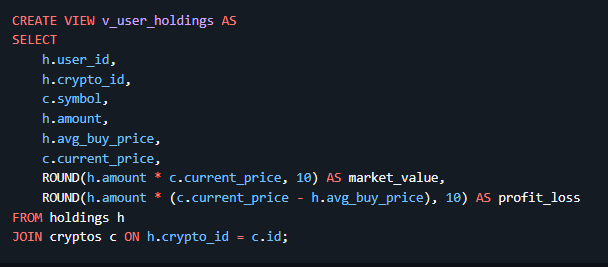 CREATE VIEW v_user_holdings AS
SELECT
    h.user_id,
    h.crypto_id,
    c.symbol,
    h.amount,
    h.avg_buy_price,
    c.current_price,
    ROUND(h.amount * c.current_price, 10) AS market_value,
    ROUND(h.amount * (c.current_price - h.avg_buy_price), 10) AS profit_loss
FROM holdings h
JOIN cryptos c ON h.crypto_id = c.id;